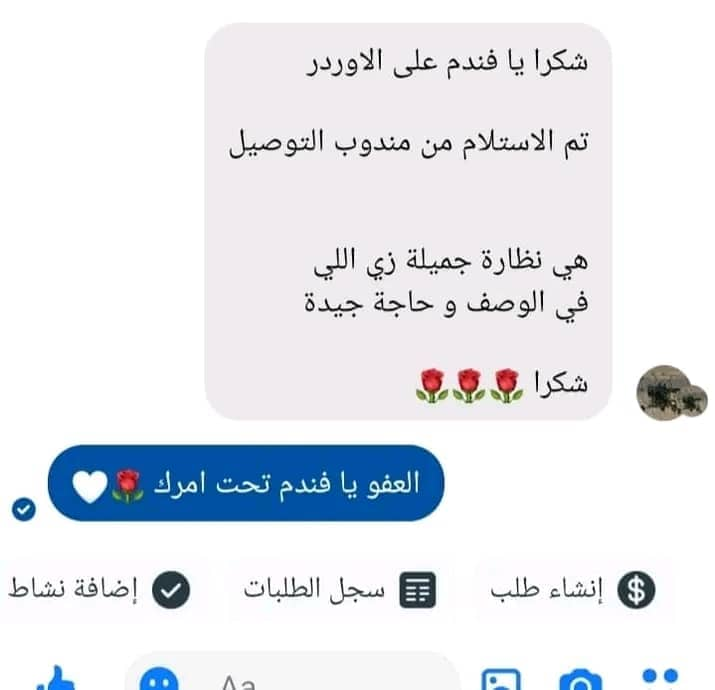 شكرا يا فندم على الاوردر
تم الاستلام من مندوب التوصيل
هي نظارة جميلة زي اللي
في الوصف و حاجة جيدة
شكرا 🌹🌹🌹
العفو يا فندم تحت امرك 🌹🤍
إنشاء طلب
سجل الطلبات
إضافة نشاط
Aa